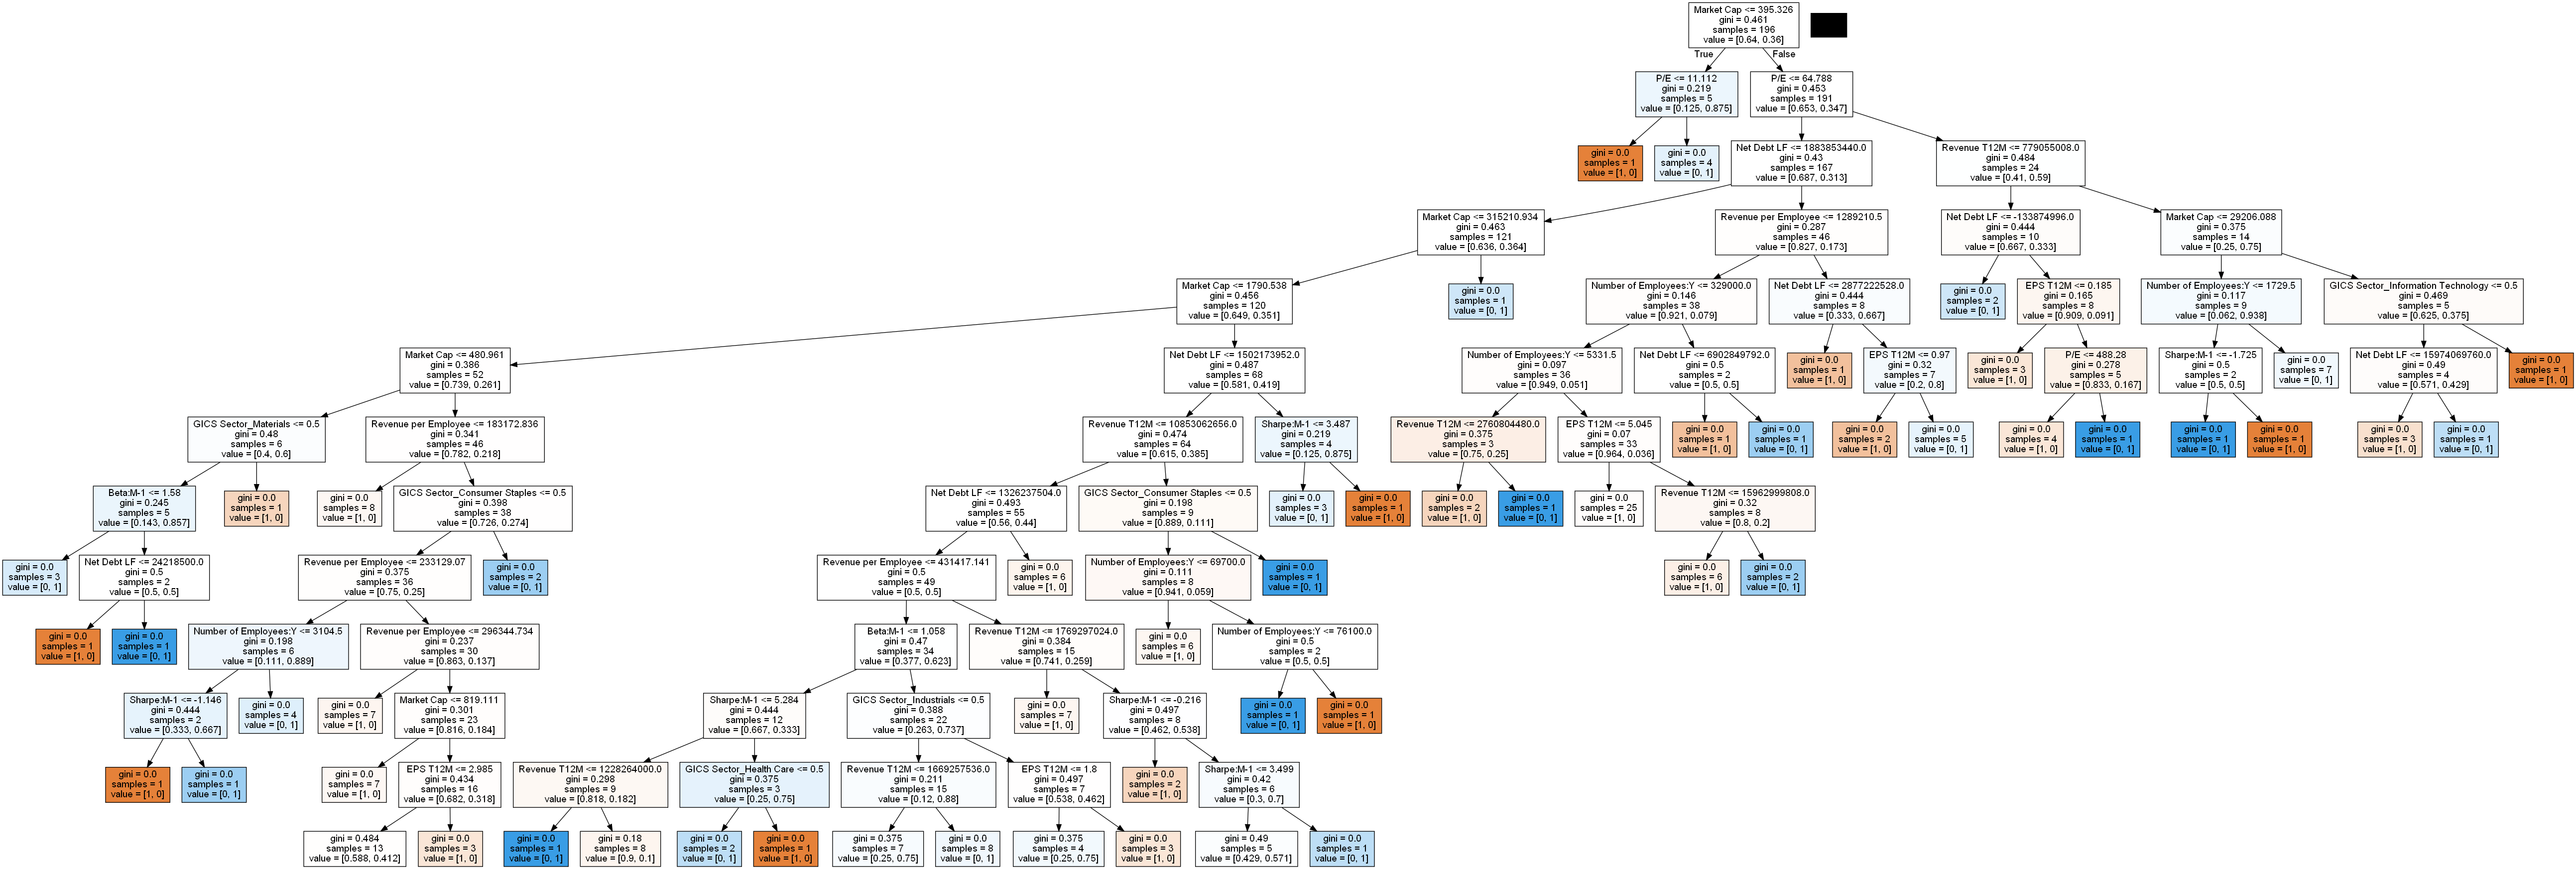 Market Cap <= 395.326
gini = 0.461
samples = 196
value = [0.64, 0.36]
True
False
P/E <= 11.112
gini = 0.219
samples = 5
value = [0.125, 0.875]
P/E <= 64.788
gini = 0.453
samples = 191
value = [0.653, 0.347]
gini = 0.0
samples = 1
value = [1, 0]
gini = 0.0
samples = 4
value = [0, 1]
Net Debt LF <= 1883853440.0
gini = 0.43
samples = 167
value = [0.687, 0.313]
Revenue T12M <= 779055008.0
gini = 0.484
samples = 24
value = [0.41, 0.59]
Market Cap <= 315210.934
gini = 0.463
samples = 121
value = [0.636, 0.364]
Revenue per Employee <= 1289210.5
gini = 0.287
samples = 46
value = [0.827, 0.173]
Net Debt LF <= -133874996.0
gini = 0.444
samples = 10
value = [0.667, 0.333]
Market Cap <= 29206.088
gini = 0.375
samples = 14
value = [0.25, 0.75]
Market Cap <= 1790.538
gini = 0.456
samples = 120
value = [0.649, 0.351]
gini = 0.0
samples = 1
value = [0, 1]
Number of Employees:Y <= 329000.0
gini = 0.146
samples = 38
value = [0.921, 0.079]
Net Debt LF <= 2877222528.0
gini = 0.444
samples = 8
value = [0.333, 0.667]
gini = 0.0
samples = 2
value = [0, 1]
EPS T12M <= 0.185
gini = 0.165
samples = 8
value = [0.909, 0.091]
Number of Employees:Y <= 1729.5
gini = 0.117
samples = 9
value = [0.062, 0.938]
GICS Sector_Information Technology <= 0.5
gini = 0.469
samples = 5
value = [0.625, 0.375]
Market Cap <= 480.961
gini = 0.386
samples = 52
value = [0.739, 0.261]
Net Debt LF <= 1502173952.0
gini = 0.487
samples = 68
value = [0.581, 0.419]
Number of Employees:Y <= 5331.5
gini = 0.097
samples = 36
value = [0.949, 0.051]
Net Debt LF <= 6902849792.0
gini = 0.5
samples = 2
value = [0.5, 0.5]
gini = 0.0
samples = 1
value = [1, 0]
EPS T12M <= 0.97
gini = 0.32
samples = 7
value = [0.2, 0.8]
gini = 0.0
samples = 3
value = [1, 0]
P/E <= 488.28
gini = 0.278
samples = 5
value = [0.833, 0.167]
Sharpe:M-1 <= -1.725
gini = 0.5
samples = 2
value = [0.5, 0.5]
gini = 0.0
samples = 7
value = [0, 1]
Net Debt LF <= 15974069760.0
gini = 0.49
samples = 4
value = [0.571, 0.429]
gini = 0.0
samples = 1
value = [1, 0]
GICS Sector_Materials <= 0.5
gini = 0.48
samples = 6
value = [0.4, 0.6]
Revenue per Employee <= 183172.836
gini = 0.341
samples = 46
value = [0.782, 0.218]
Revenue T12M <= 10853062656.0
gini = 0.474
samples = 64
value = [0.615, 0.385]
Sharpe:M-1 <= 3.487
gini = 0.219
samples = 4
value = [0.125, 0.875]
Revenue T12M <= 2760804480.0
gini = 0.375
samples = 3
value = [0.75, 0.25]
EPS T12M <= 5.045
gini = 0.07
samples = 33
value = [0.964, 0.036]
gini = 0.0
samples = 1
value = [1, 0]
gini = 0.0
samples = 1
value = [0, 1]
gini = 0.0
samples = 2
value = [1, 0]
gini = 0.0
samples = 5
value = [0, 1]
gini = 0.0
samples = 4
value = [1, 0]
gini = 0.0
samples = 1
value = [0, 1]
gini = 0.0
samples = 1
value = [0, 1]
gini = 0.0
samples = 1
value = [1, 0]
gini = 0.0
samples = 3
value = [1, 0]
gini = 0.0
samples = 1
value = [0, 1]
Beta:M-1 <= 1.58
gini = 0.245
samples = 5
value = [0.143, 0.857]
gini = 0.0
samples = 1
value = [1, 0]
gini = 0.0
samples = 8
value = [1, 0]
GICS Sector_Consumer Staples <= 0.5
gini = 0.398
samples = 38
value = [0.726, 0.274]
Net Debt LF <= 1326237504.0
gini = 0.493
samples = 55
value = [0.56, 0.44]
GICS Sector_Consumer Staples <= 0.5
gini = 0.198
samples = 9
value = [0.889, 0.111]
gini = 0.0
samples = 3
value = [0, 1]
gini = 0.0
samples = 1
value = [1, 0]
gini = 0.0
samples = 2
value = [1, 0]
gini = 0.0
samples = 1
value = [0, 1]
gini = 0.0
samples = 25
value = [1, 0]
Revenue T12M <= 15962999808.0
gini = 0.32
samples = 8
value = [0.8, 0.2]
gini = 0.0
samples = 3
value = [0, 1]
Net Debt LF <= 24218500.0
gini = 0.5
samples = 2
value = [0.5, 0.5]
Revenue per Employee <= 233129.07
gini = 0.375
samples = 36
value = [0.75, 0.25]
gini = 0.0
samples = 2
value = [0, 1]
Revenue per Employee <= 431417.141
gini = 0.5
samples = 49
value = [0.5, 0.5]
gini = 0.0
samples = 6
value = [1, 0]
Number of Employees:Y <= 69700.0
gini = 0.111
samples = 8
value = [0.941, 0.059]
gini = 0.0
samples = 1
value = [0, 1]
gini = 0.0
samples = 6
value = [1, 0]
gini = 0.0
samples = 2
value = [0, 1]
gini = 0.0
samples = 1
value = [1, 0]
gini = 0.0
samples = 1
value = [0, 1]
Number of Employees:Y <= 3104.5
gini = 0.198
samples = 6
value = [0.111, 0.889]
Revenue per Employee <= 296344.734
gini = 0.237
samples = 30
value = [0.863, 0.137]
Beta:M-1 <= 1.058
gini = 0.47
samples = 34
value = [0.377, 0.623]
Revenue T12M <= 1769297024.0
gini = 0.384
samples = 15
value = [0.741, 0.259]
gini = 0.0
samples = 6
value = [1, 0]
Number of Employees:Y <= 76100.0
gini = 0.5
samples = 2
value = [0.5, 0.5]
Sharpe:M-1 <= -1.146
gini = 0.444
samples = 2
value = [0.333, 0.667]
gini = 0.0
samples = 4
value = [0, 1]
gini = 0.0
samples = 7
value = [1, 0]
Market Cap <= 819.111
gini = 0.301
samples = 23
value = [0.816, 0.184]
Sharpe:M-1 <= 5.284
gini = 0.444
samples = 12
value = [0.667, 0.333]
GICS Sector_Industrials <= 0.5
gini = 0.388
samples = 22
value = [0.263, 0.737]
gini = 0.0
samples = 7
value = [1, 0]
Sharpe:M-1 <= -0.216
gini = 0.497
samples = 8
value = [0.462, 0.538]
gini = 0.0
samples = 1
value = [0, 1]
gini = 0.0
samples = 1
value = [1, 0]
gini = 0.0
samples = 1
value = [1, 0]
gini = 0.0
samples = 1
value = [0, 1]
gini = 0.0
samples = 7
value = [1, 0]
EPS T12M <= 2.985
gini = 0.434
samples = 16
value = [0.682, 0.318]
Revenue T12M <= 1228264000.0
gini = 0.298
samples = 9
value = [0.818, 0.182]
GICS Sector_Health Care <= 0.5
gini = 0.375
samples = 3
value = [0.25, 0.75]
Revenue T12M <= 1669257536.0
gini = 0.211
samples = 15
value = [0.12, 0.88]
EPS T12M <= 1.8
gini = 0.497
samples = 7
value = [0.538, 0.462]
gini = 0.0
samples = 2
value = [1, 0]
Sharpe:M-1 <= 3.499
gini = 0.42
samples = 6
value = [0.3, 0.7]
gini = 0.484
samples = 13
value = [0.588, 0.412]
gini = 0.0
samples = 3
value = [1, 0]
gini = 0.0
samples = 1
value = [0, 1]
gini = 0.18
samples = 8
value = [0.9, 0.1]
gini = 0.0
samples = 2
value = [0, 1]
gini = 0.0
samples = 1
value = [1, 0]
gini = 0.375
samples = 7
value = [0.25, 0.75]
gini = 0.0
samples = 8
value = [0, 1]
gini = 0.375
samples = 4
value = [0.25, 0.75]
gini = 0.0
samples = 3
value = [1, 0]
gini = 0.49
samples = 5
value = [0.429, 0.571]
gini = 0.0
samples = 1
value = [0, 1]